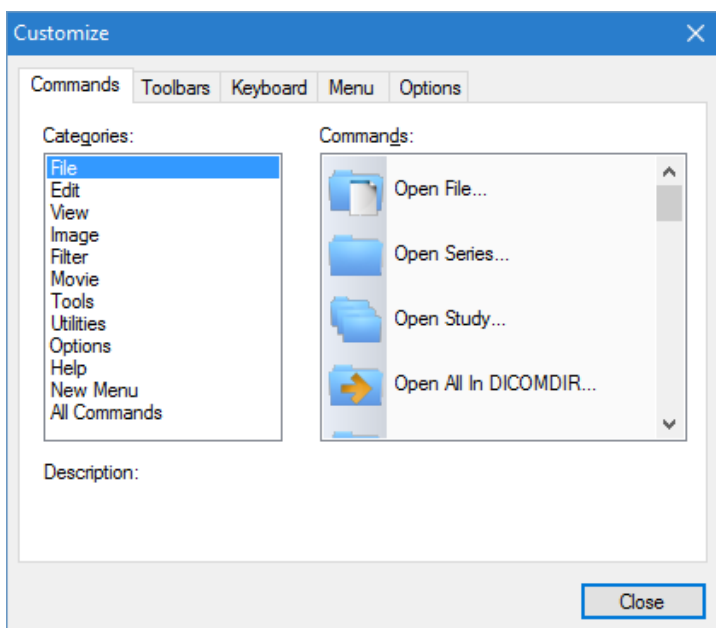 Customize
Commands Toolbars Keyboard Menu Options
Categories:
File
Edit
View
Image
Filter
Movie
Tools
Utilities
Options
Help
New Menu
All Commands
Commands:
Open File...
Open Series...
Open Study...
Open All In DICOMDIR...
Description:
Close